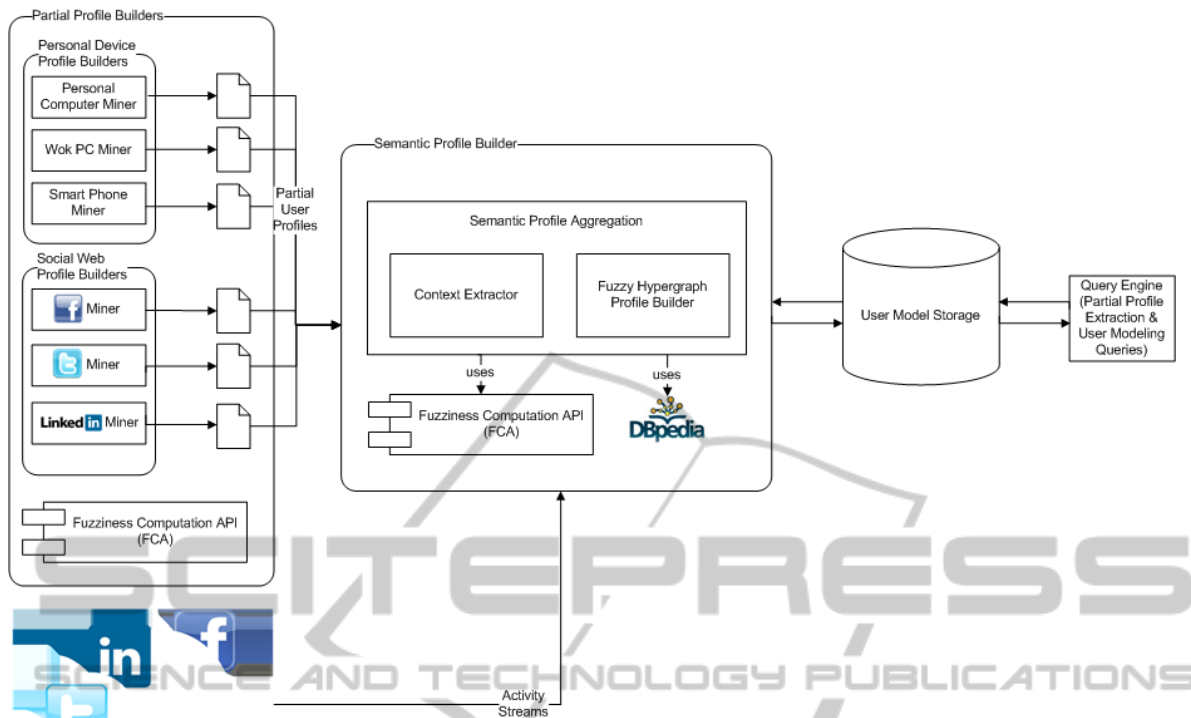 Partial Profile Builders
Personal Device
Profile Builders
Personal
Computer Miner
Wok PC Miner
Smart Phone
Miner
Partial
User
Profiles
Social Web
Profile Builders
f Miner
t Miner
Linked in Miner
Fuzziness Computation API
(FCA)
Semantic Profile Builder
Semantic Profile Aggregation
Context Extractor
Fuzzy Hypergraph
Profile Builder
uses
uses
Fuzziness Computation API
(FCA)
DBpedia
User Model Storage
Query Engine
(Partial Profile
Extraction &
User Modeling
Queries)
in
f
t
Activity
Streams
SCITEPRESS
SCIENCE AND TECHNOLOGY PUBLICATIONS